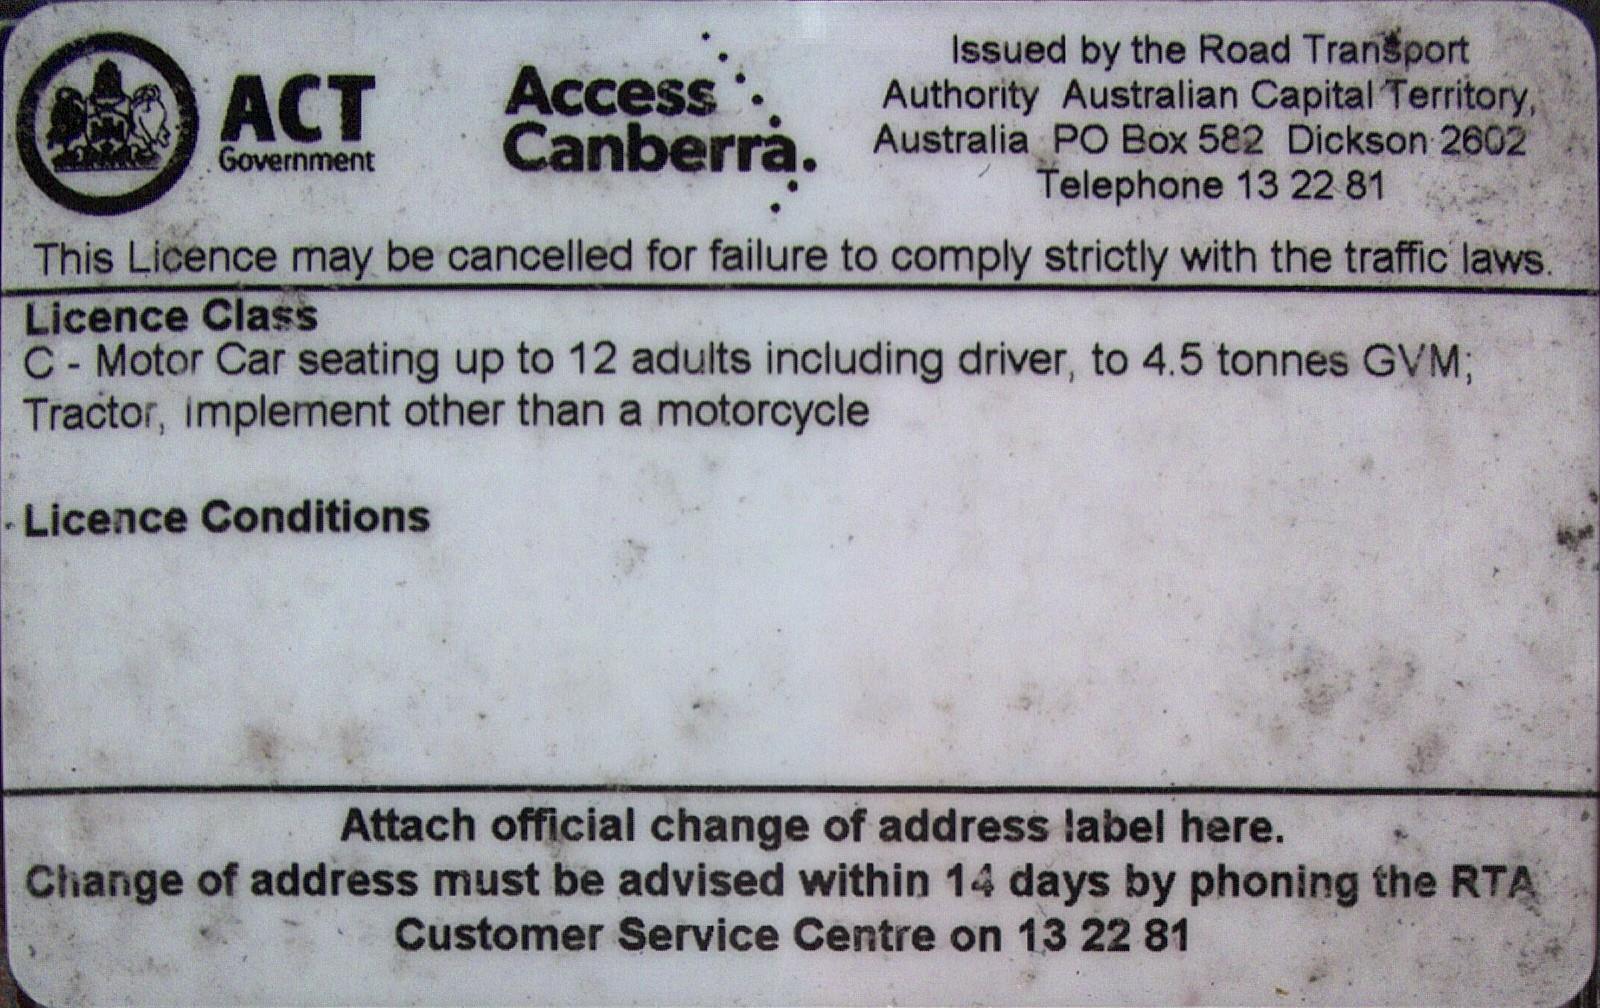 ACT
Government
Access
Canberra.
Issued by the Road Transport
Authority Australian Capital Territory,
Australia PO Box 582 Dickson 2602
Telephone 13 22 81
This Licence may be cancelled for failure to comply strictly with the traffic laws.
Licence Class
C - Motor Car seating up to 12 adults including driver, to 4.5 tonnes GVM;
Tractor, implement other than a motorcycle
Licence Conditions
Attach official change of address label here.
Change of address must be advised within 14 days by phoning the RTA
Customer Service Centre on 13 22 81